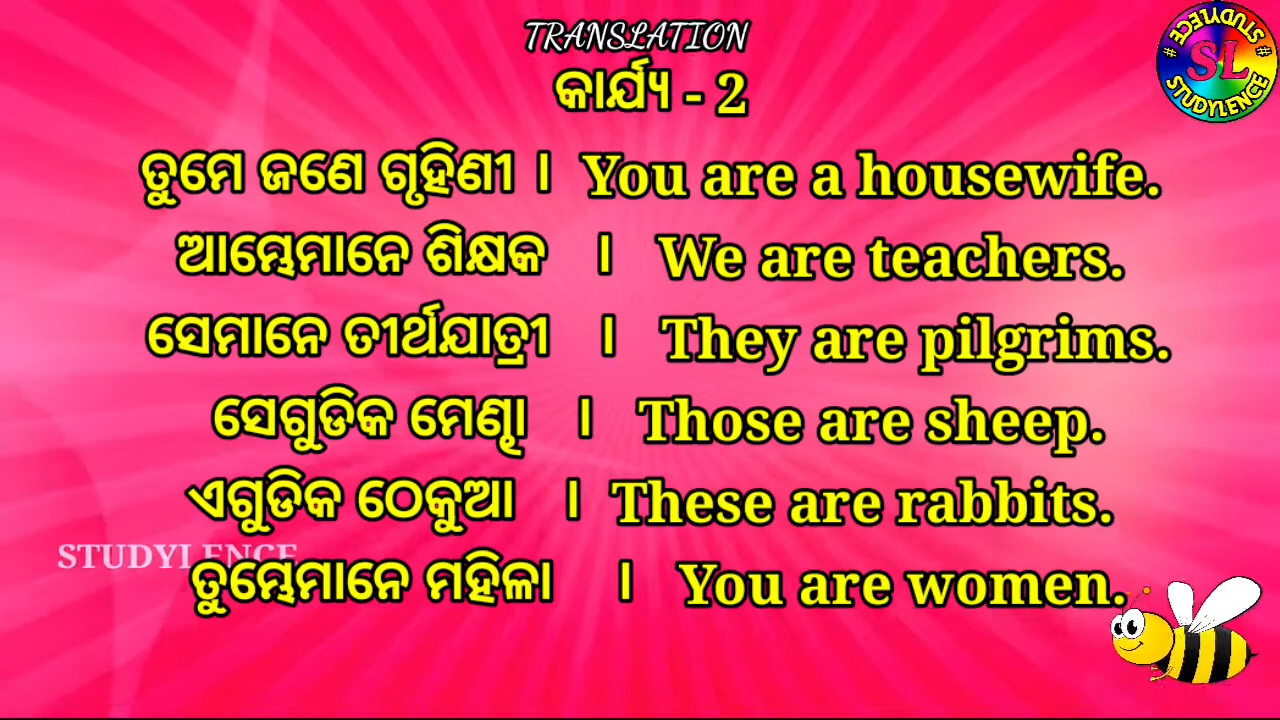 TRANSLATION
କାର୍ଯ୍ୟ - 2
STUDYLECE
# SL #
STUDYLENCE
ତୁମେ ଜଣେ ଗୃହିଣୀ । You are a housewife.
ଆମ୍ଭେମାନେ ଶିକ୍ଷକ । We are teachers.
ସେମାନେ ତୀର୍ଥଯାତ୍ରୀ । They are pilgrims.
ସେଗୁଡିକ ମେଣ୍ଢା । Those are sheep.
ଏଗୁଡିକ ଠେକୁଆ । These are rabbits.
STUDYLENCE
ତୁମ୍ଭେମାନେ ମହିଳା । You are women.